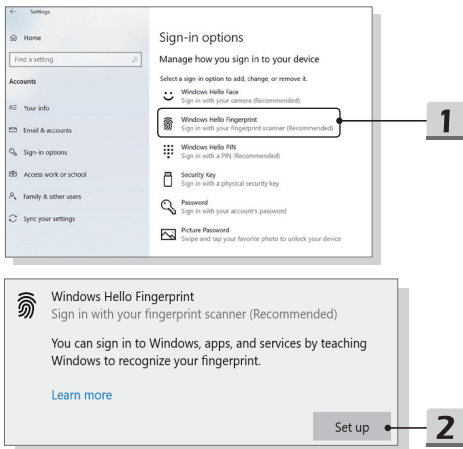 Settings
Home
Find a setting
Accounts
Your info
Email & accounts
Sign-in options
Access work or school
Family & other users
Sync your settings
Sign-in options
Manage how you sign in to your device
Select a sign-in option to add, change, or remove it.
Windows Hello Face
Sign in with your camera (Recommended)
Windows Hello Fingerprint
Sign in with your fingerprint scanner (Recommended)
Windows Hello PIN
Sign in with a PIN (Recommended)
Security Key
Sign in with a physical security key
Password
Sign in with your account's password
Picture Password
Swipe and tap your favorite photo to unlock your device
1
Windows Hello Fingerprint
Sign in with your fingerprint scanner (Recommended)
You can sign in to Windows, apps, and services by teaching
Windows to recognize your fingerprint.
Learn more
Set up
2